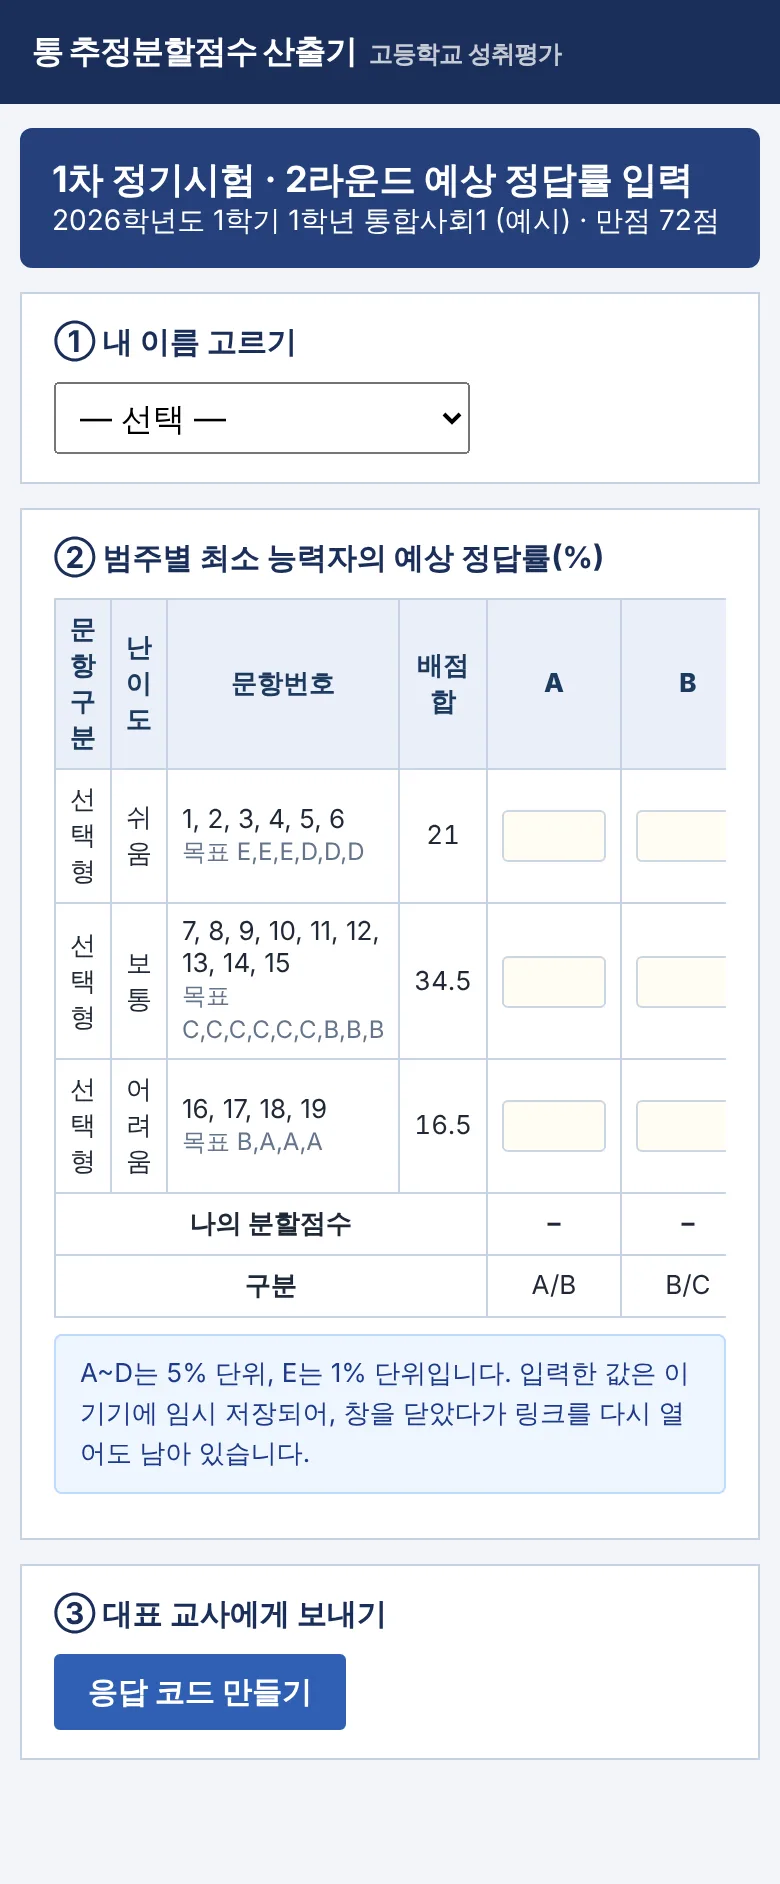 통 추정분할점수 산출기 고등학교 성취평가
1차 정기시험 · 2라운드 예상 정답률 입력
2026학년도 1학기 1학년 통합사회1 (예시) · 만점 72점
① 내 이름 고르기
— 선택 —
② 범주별 최소 능력자의 예상 정답률(%)
문항구분 난이도 문항번호 배점합 A B
선택형 쉬움 1, 2, 3, 4, 5, 6 21
목표 E,E,E,D,D,D
선택형 보통 7, 8, 9, 10, 11, 12, 34.5
13, 14, 15
목표
C,C,C,C,C,C,B,B,B
선택형 어려움 16, 17, 18, 19 16.5
목표 B,A,A,A
나의 분할점수 – –
구분 A/B B/C
A~D는 5% 단위, E는 1% 단위입니다. 입력한 값은 이
기기에 임시 저장되어, 창을 닫았다가 링크를 다시 열
어도 남아 있습니다.
③ 대표 교사에게 보내기
응답 코드 만들기